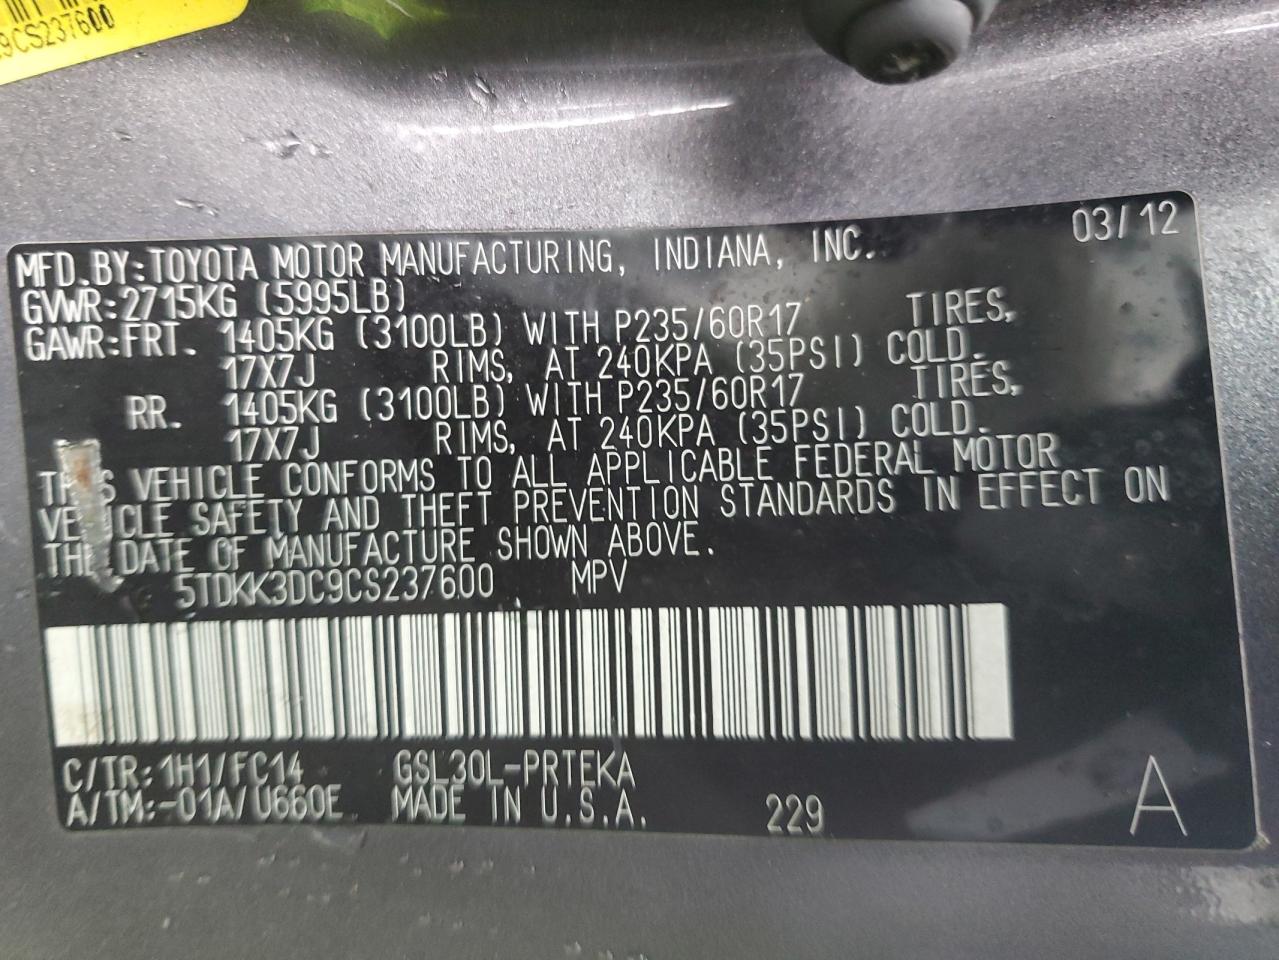 9CS237600
03/12
MFD.BY:TOYOTA MOTOR MANUFACTURING, INDIANA, INC.
GVWR:2715KG (5995LB)
GAWR:FRT. 1405KG (3100LB) WITH P235/60R17 TIRES,
17X7J RIMS, AT 240KPA (35PSI) COLD.
RR. 1405KG (3100LB) WITH P235/60R17 TIRES,
17X7J RIMS, AT 240KPA (35PSI) COLD.
THIS VEHICLE CONFORMS TO ALL APPLICABLE FEDERAL MOTOR
VEHICLE SAFETY AND THEFT PREVENTION STANDARDS IN EFFECT ON
THE DATE OF MANUFACTURE SHOWN ABOVE.
5TDKK3DC9CS237600 MPV
C/TR:1H1/FC14 GSL30L-PRTEKA
A/TM:-01A/U660E MADE IN U.S.A. 229 A